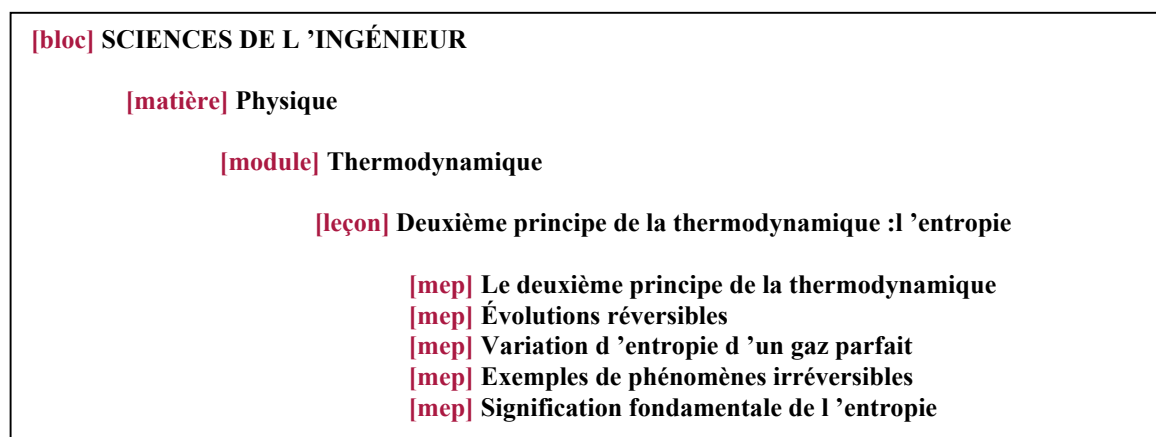 [bloc] SCIENCES DE L ’INGÉNIEUR
[matière] Physique
[module] Thermodynamique
[leçon] Deuxième principe de la thermodynamique :l ’entropie
[mep] Le deuxième principe de la thermodynamique
[mep] Évolutions réversibles
[mep] Variation d ’entropie d ’un gaz parfait
[mep] Exemples de phénomènes irréversibles
[mep] Signification fondamentale de l ’entropie